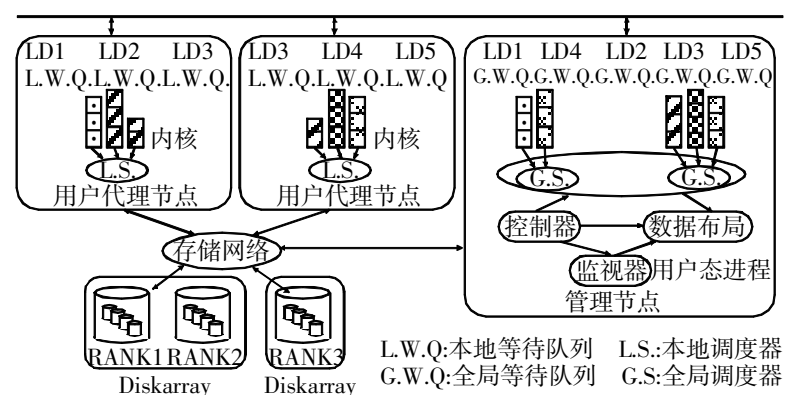 LD1 LD2 LD3
L.W.Q.L.W.Q.L.W.Q.
内核
L.S.
用户代理节点
LD3 LD4 LD5
L.W.Q.L.W.Q.L.W.Q
内核
L.S.
用户代理节点
LD1 LD4 LD2 LD3 LD5
G.W.Q.G.W.Q.G.W.Q.G.W.Q.G.W.Q
G.S. G.S.
控制器 数据布局
监视器 用户态进程
管理节点
存储网络
RANK1 RANK2 RANK3
Diskarray Diskarray
L.W.Q:本地等待队列 L.S.:本地调度器
G.W.Q:全局等待队列 G.S:全局调度器